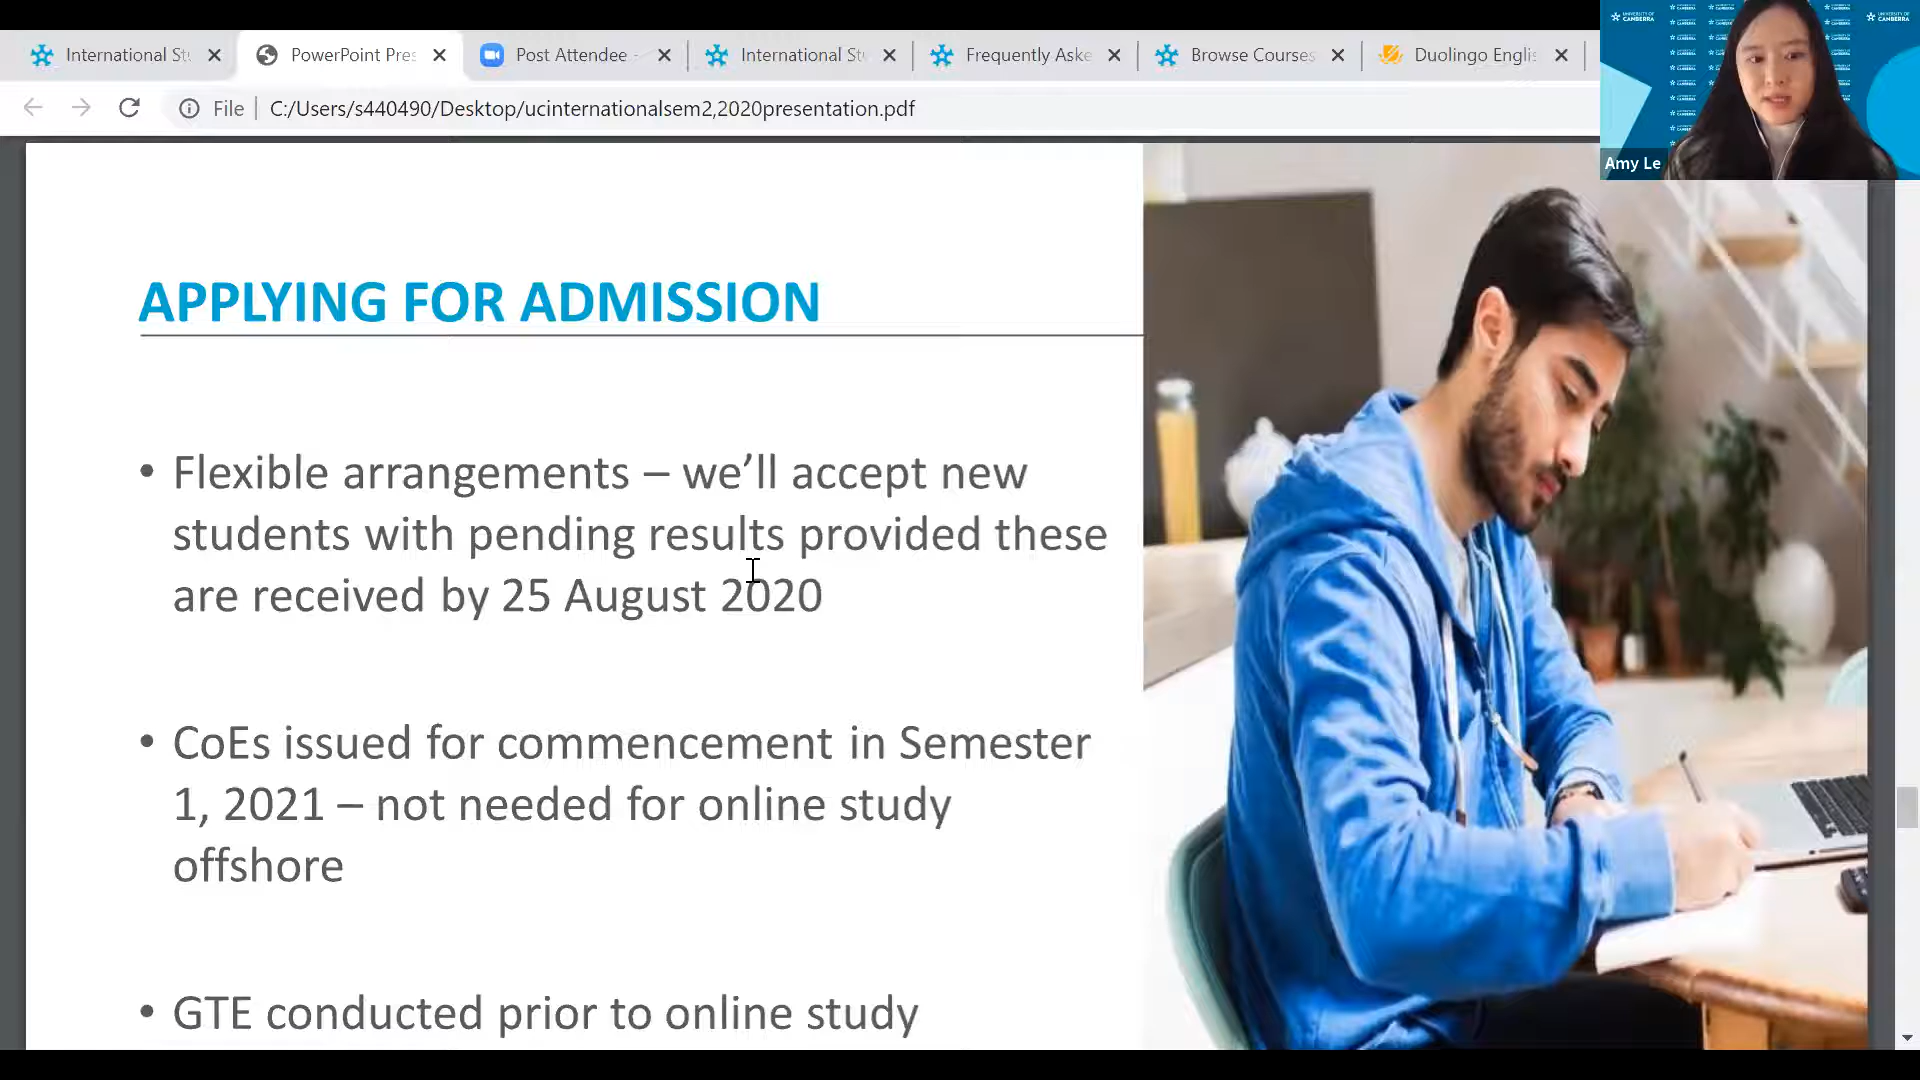 International Stu
PowerPoint Pres
Post Attendee -
International Stu
Frequently Aske
Browse Courses
Duolingo Englis
File
C:/Users/s440490/Desktop/ucinternationalsem2,2020presentation.pdf
UNIVERSITY OF CANBERRA
Amy Le
APPLYING FOR ADMISSION
• Flexible arrangements – we’ll accept new
students with pending results provided these
are received by 25 August 2020
• CoEs issued for commencement in Semester
1, 2021 – not needed for online study
offshore
• GTE conducted prior to online study